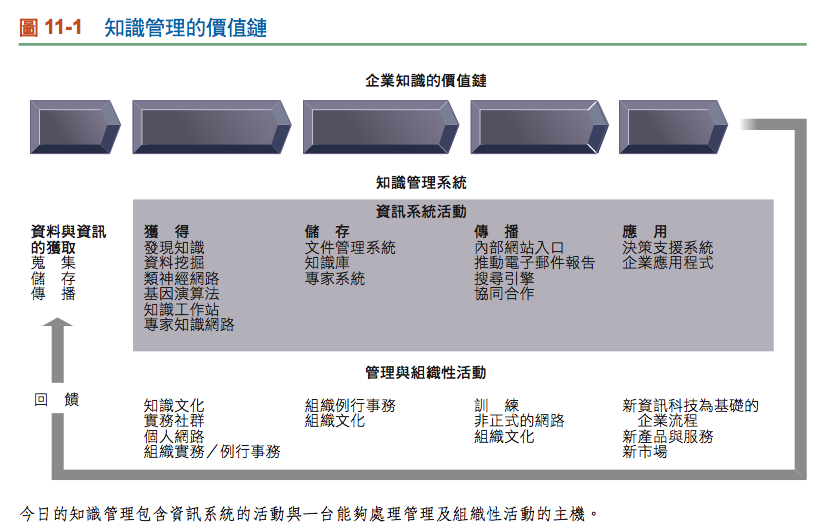 圖 11-1 知識管理的價值鏈
企業知識的價值鏈
知識管理系統
資訊系統活動
資料與資訊
的獲取
蒐 集
儲 存
傳 播
獲 得
發現知識
資料挖掘
類神經網路
基因演算法
知識工作站
專家知識網路
儲 存
文件管理系統
知識庫
專家系統
傳 播
內部網站入口
推動電子郵件報告
搜尋引擎
協同合作
應 用
決策支援系統
企業應用程式
管理與組織性活動
回 饋
知識文化
實務社群
個人網路
組織實務／例行事務
組織例行事務
組織文化
訓 練
非正式的網路
組織文化
新資訊科技為基礎的
企業流程
新產品與服務
新市場
今日的知識管理包含資訊系統的活動與一台能夠處理管理及組織性活動的主機。